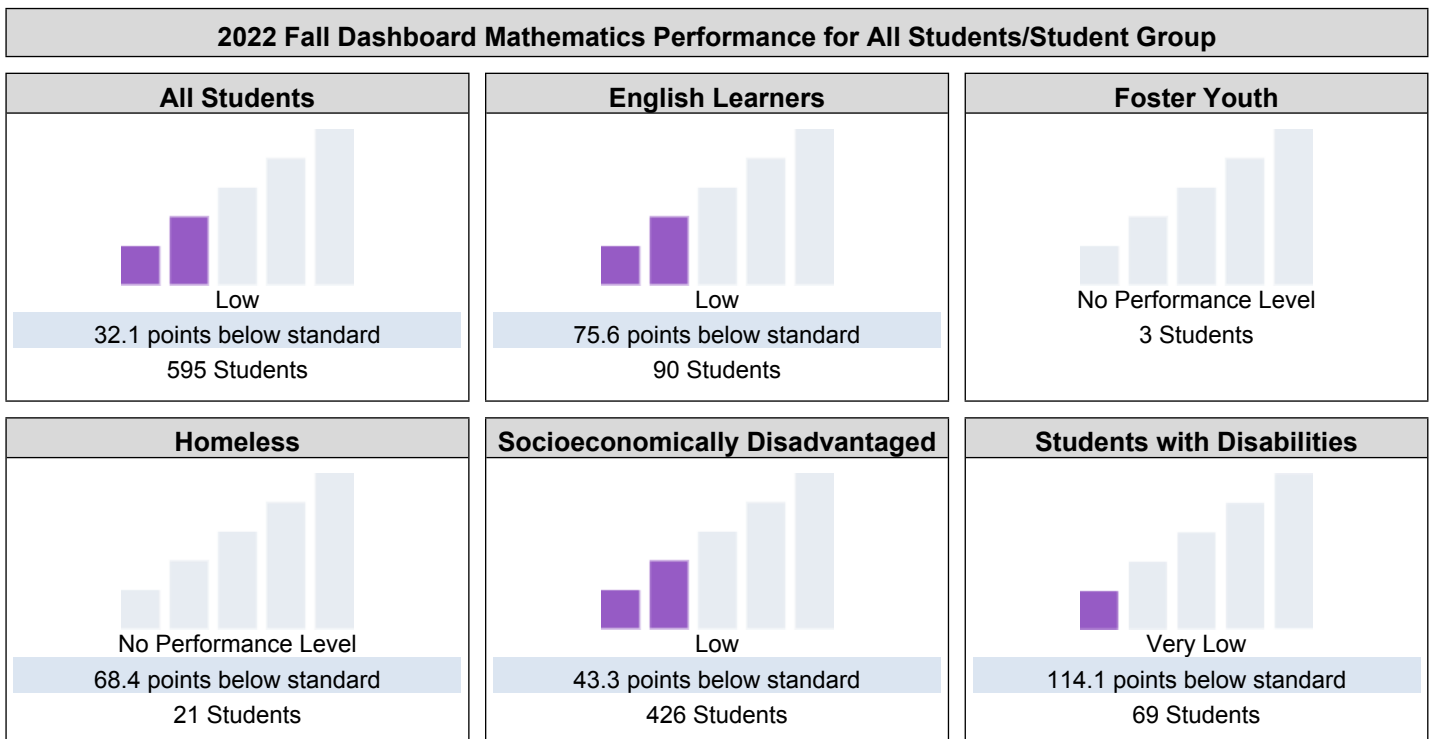 2022 Fall Dashboard Mathematics Performance for All Students/Student Group
All Students
Low
32.1 points below standard
595 Students
English Learners
Low
75.6 points below standard
90 Students
Foster Youth
No Performance Level
3 Students
Homeless
No Performance Level
68.4 points below standard
21 Students
Socioeconomically Disadvantaged
Low
43.3 points below standard
426 Students
Students with Disabilities
Very Low
114.1 points below standard
69 Students